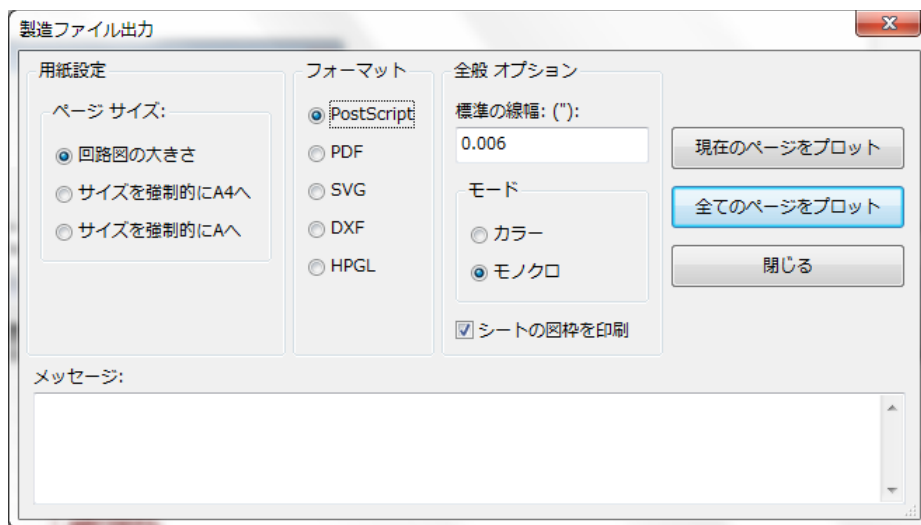 製造ファイル出力
用紙設定
ページ サイズ:
回路図の大きさ
サイズを強制的にA4へ
サイズを強制的にAへ
フォーマット
PostScript
PDF
SVG
DXF
HPGL
全般 オプション
標準の線幅: ("):
0.006
モード
カラー
モノクロ
シートの図枠を印刷
現在のページをプロット
全てのページをプロット
閉じる
メッセージ: